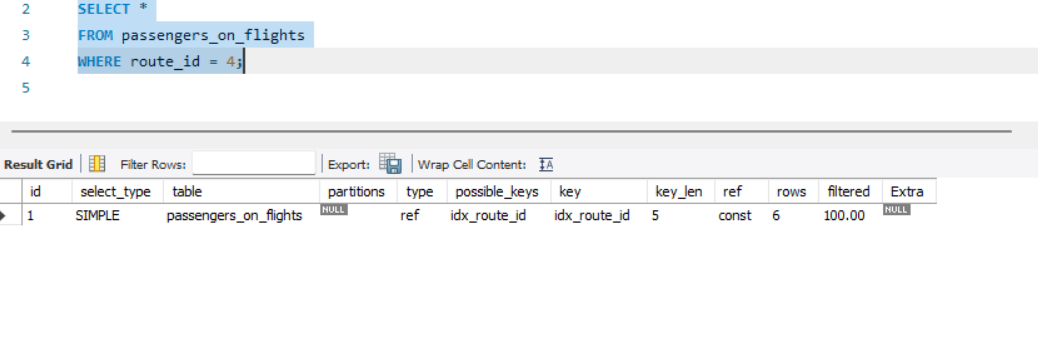 2 SELECT *
3 FROM passengers_on_flights
4 WHERE route_id = 4;
5
Result Grid Filter Rows: Export: Wrap Cell Content: IA
id select_type table partitions type possible_keys key key_len ref rows filtered Extra
1 SIMPLE passengers_on_flights NULL ref idx_route_id idx_route_id 5 const 6 100.00 NULL